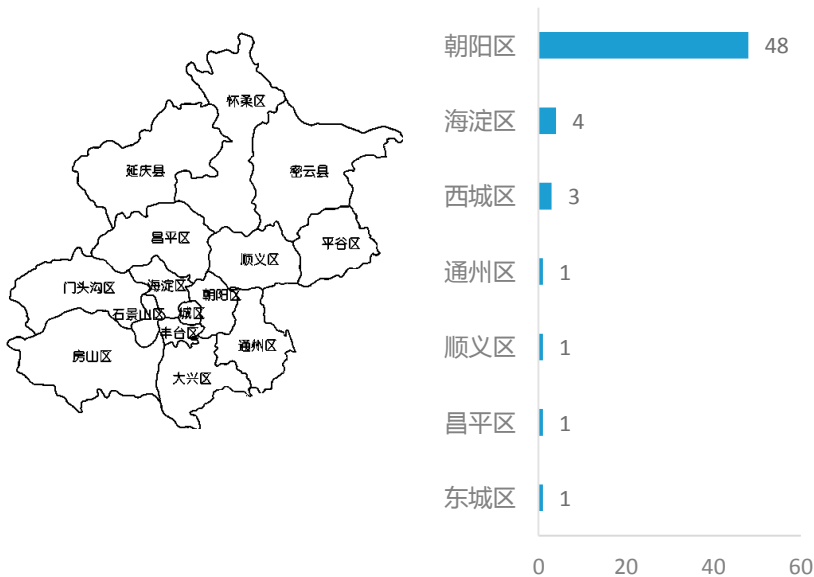 怀柔区
延庆县
密云县
昌平区
顺义区
平谷区
门头沟区
海淀区
朝阳区
石景山区
城区
丰台区
房山区
通州区
大兴区
朝阳区 48
海淀区 4
西城区 3
通州区 1
顺义区 1
昌平区 1
东城区 1
0 20 40 60